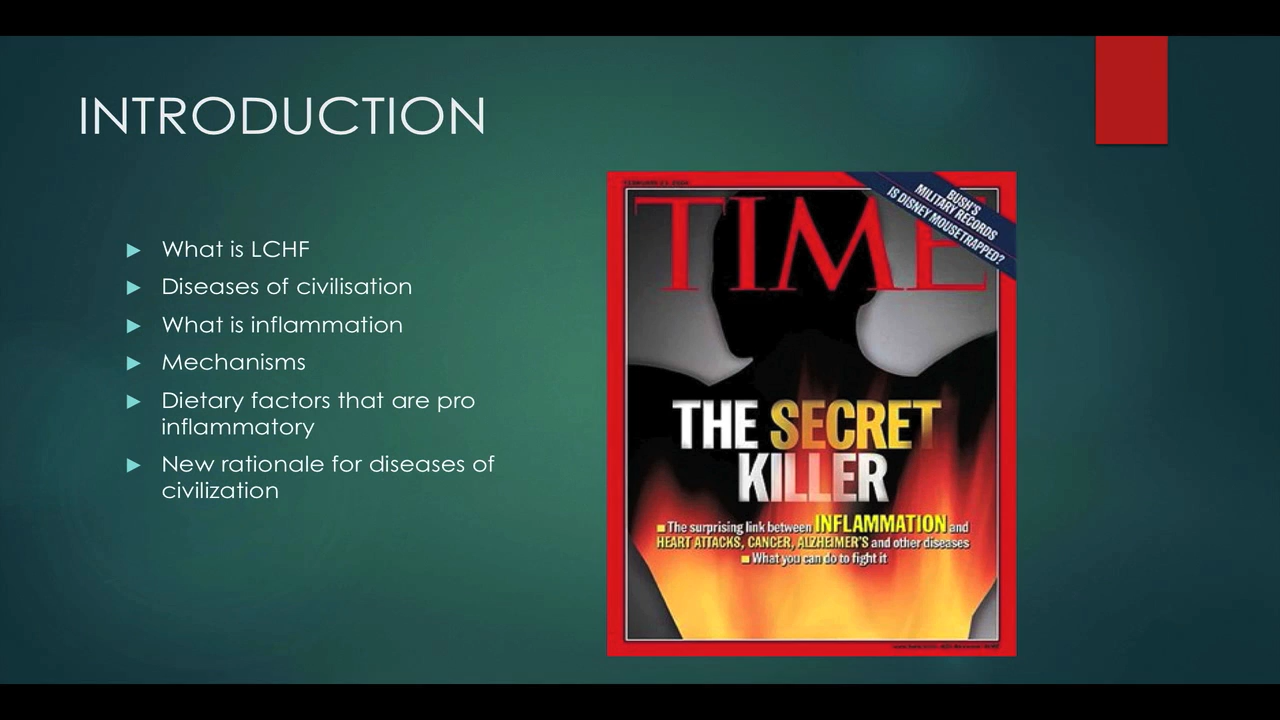 INTRODUCTION
What is LCHF
Diseases of civilisation
What is inflammation
Mechanisms
Dietary factors that are pro
inflammatory
New rationale for diseases of
civilization
BUSH'S
MILITARY RECORDS
IS DISNEY MOUSETRAPPED?
TIME
THE SECRET
KILLER
The surprising link between INFLAMMATION and
HEART ATTACKS, CANCER, ALZHEIMER'S and other diseases
What you can do to fight it